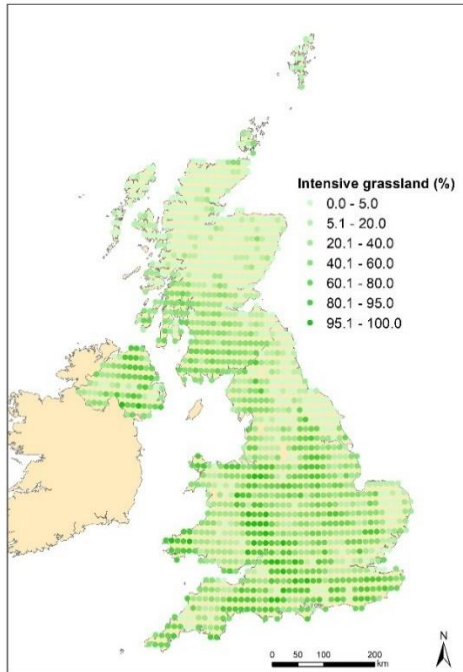 Intensive grassland (%)
0.0 - 5.0
5.1 - 20.0
20.1 - 40.0
40.1 - 60.0
60.1 - 80.0
80.1 - 95.0
95.1 - 100.0
N
0 50 100 200
km